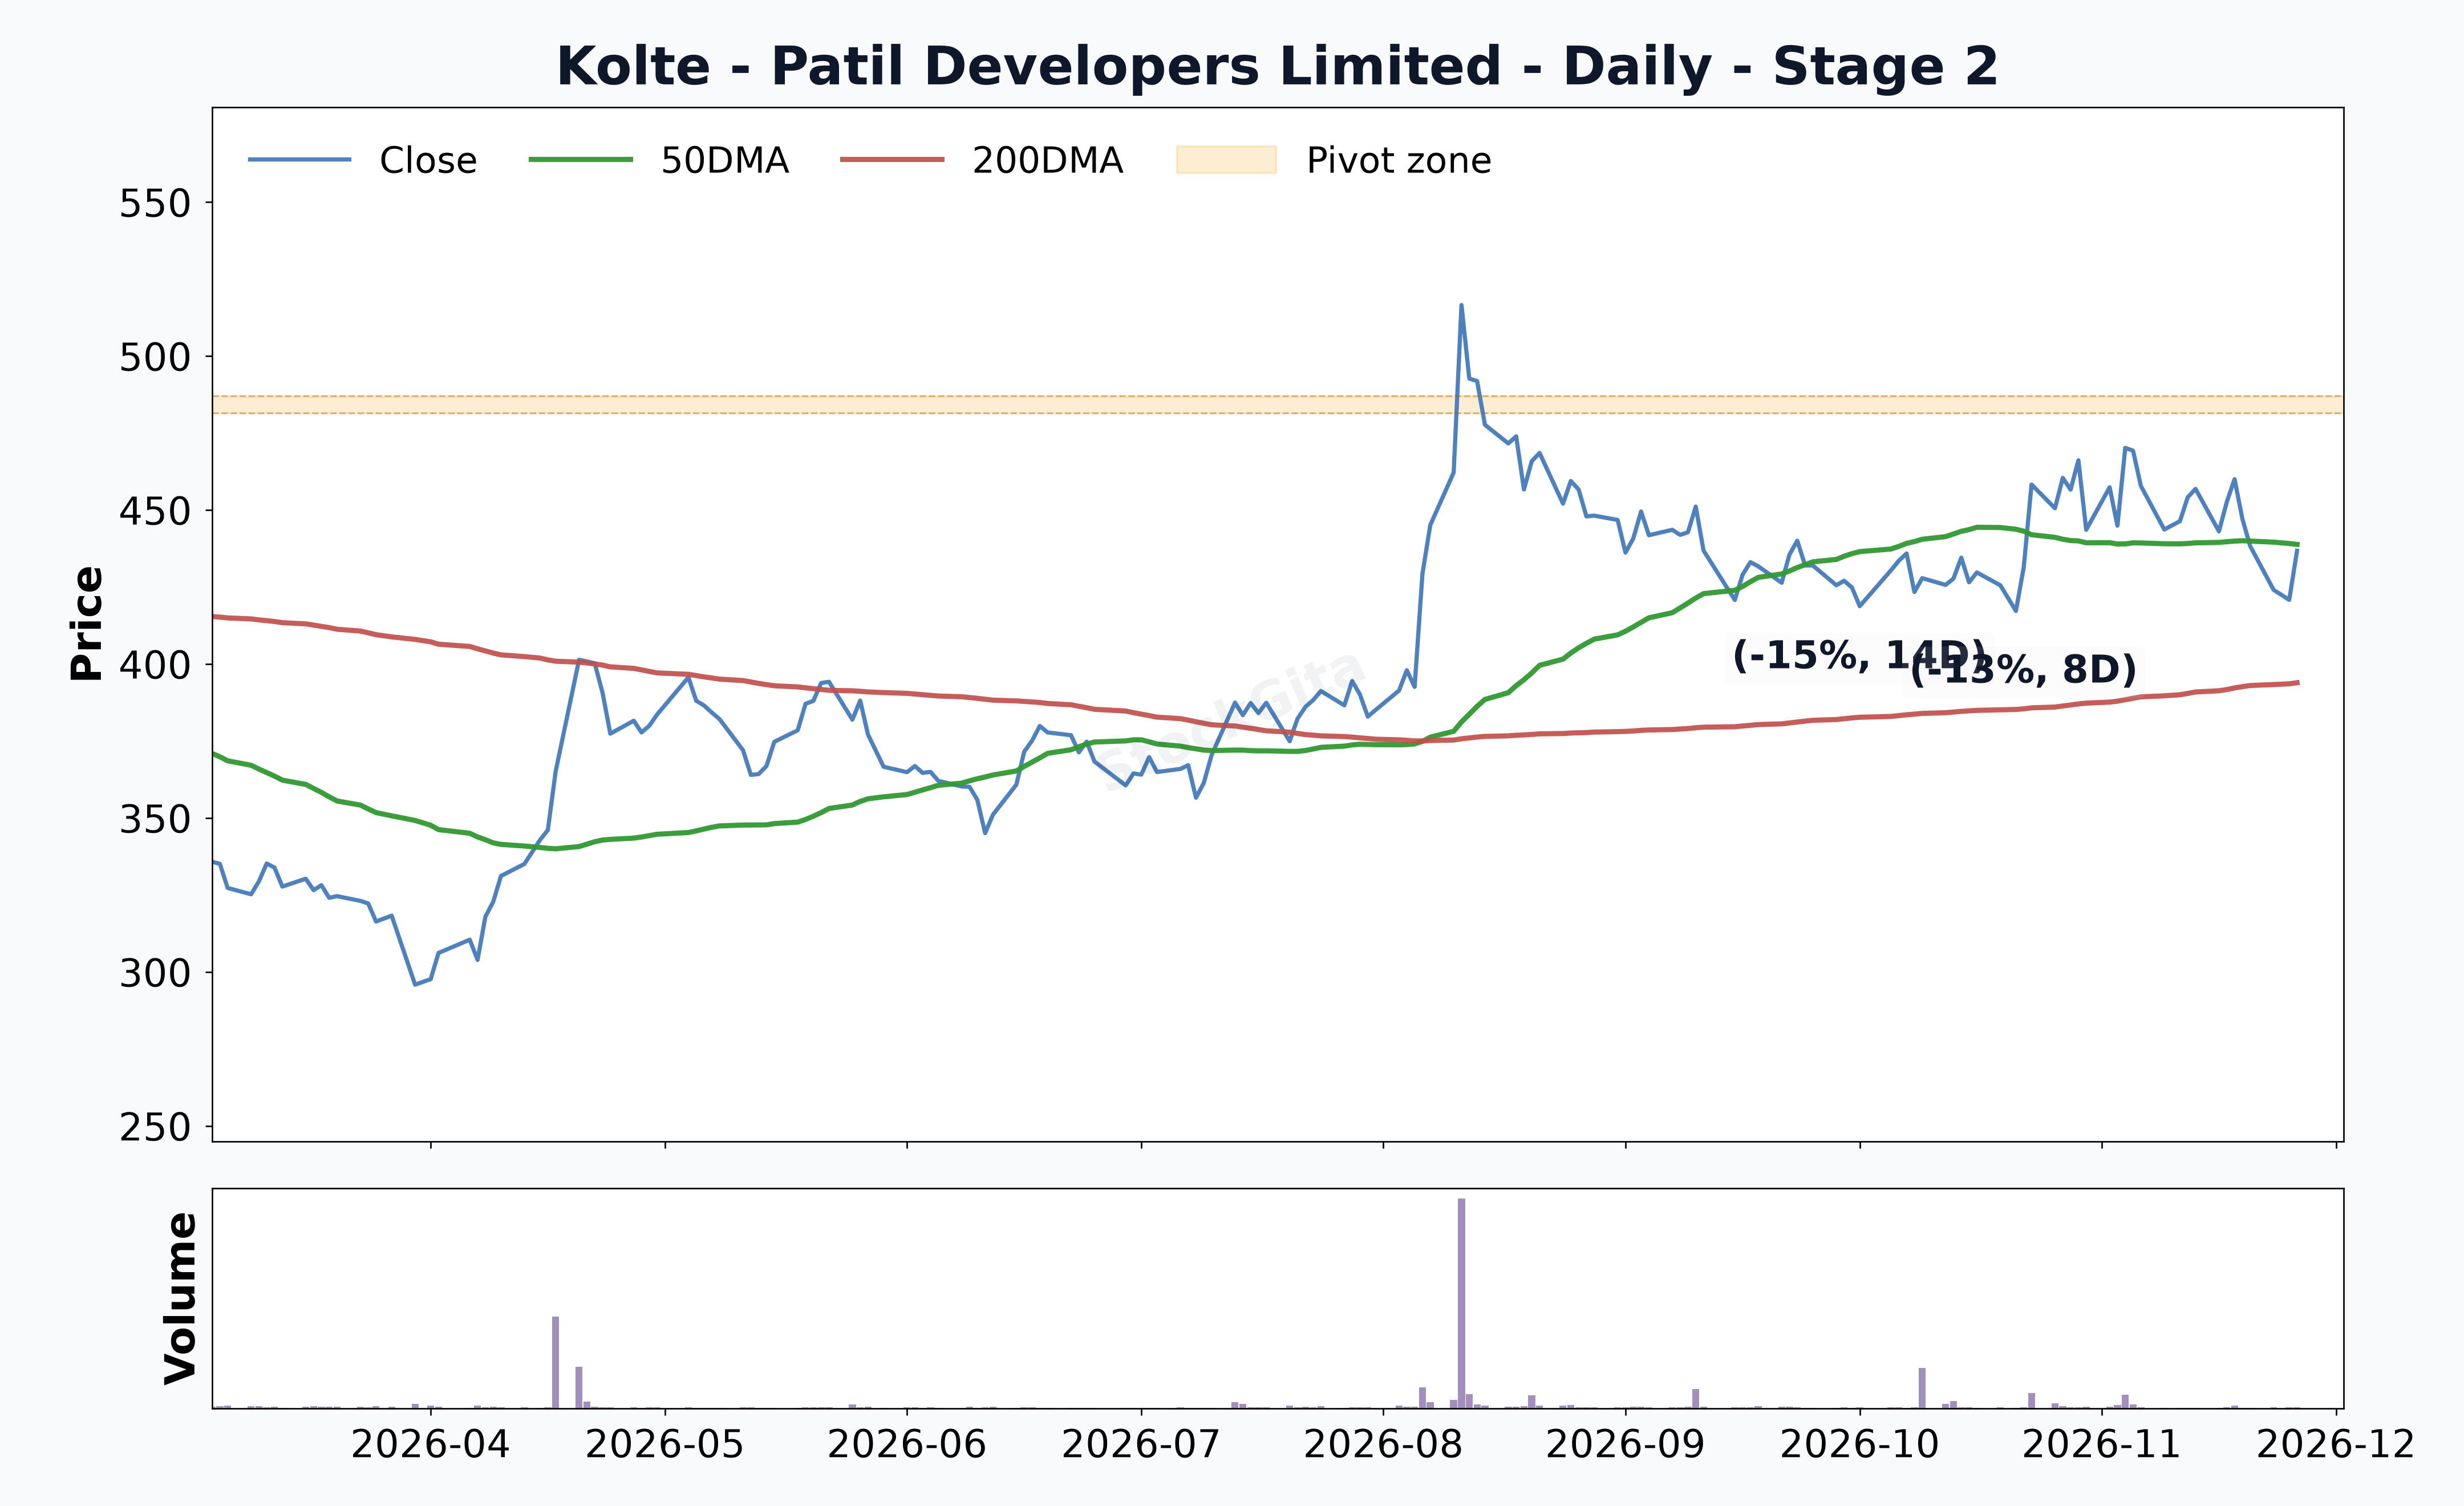 Kolte - Patil Developers Limited - Daily - Stage 2
Close 50DMA 200DMA Pivot zone
Price
550
500
450
400
350
300
250
(-15%, 14D)
(-13%, 8D)
StockGita
Volume
2026-04 2026-05 2026-06 2026-07 2026-08 2026-09 2026-10 2026-11 2026-12